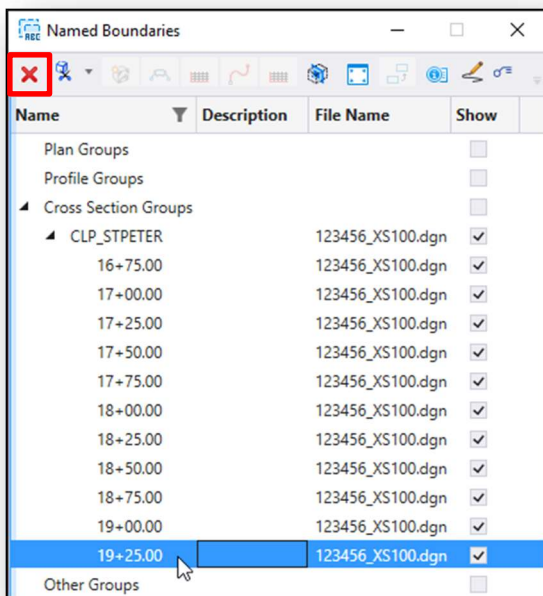 Named Boundaries
Name Description File Name Show
Plan Groups
Profile Groups
Cross Section Groups
CLP_STPETER 123456_XS100.dgn
16+75.00 123456_XS100.dgn
17+00.00 123456_XS100.dgn
17+25.00 123456_XS100.dgn
17+50.00 123456_XS100.dgn
17+75.00 123456_XS100.dgn
18+00.00 123456_XS100.dgn
18+25.00 123456_XS100.dgn
18+50.00 123456_XS100.dgn
18+75.00 123456_XS100.dgn
19+00.00 123456_XS100.dgn
19+25.00 123456_XS100.dgn
Other Groups